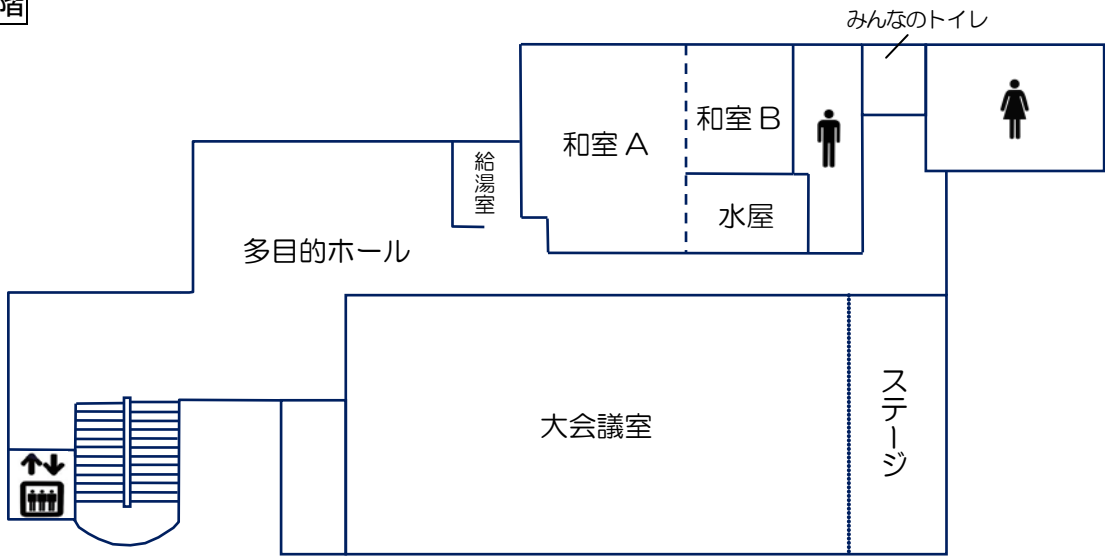 階
みんなのトイレ
和室A
和室B
給湯室
水屋
多目的ホール
大会議室
ステージ